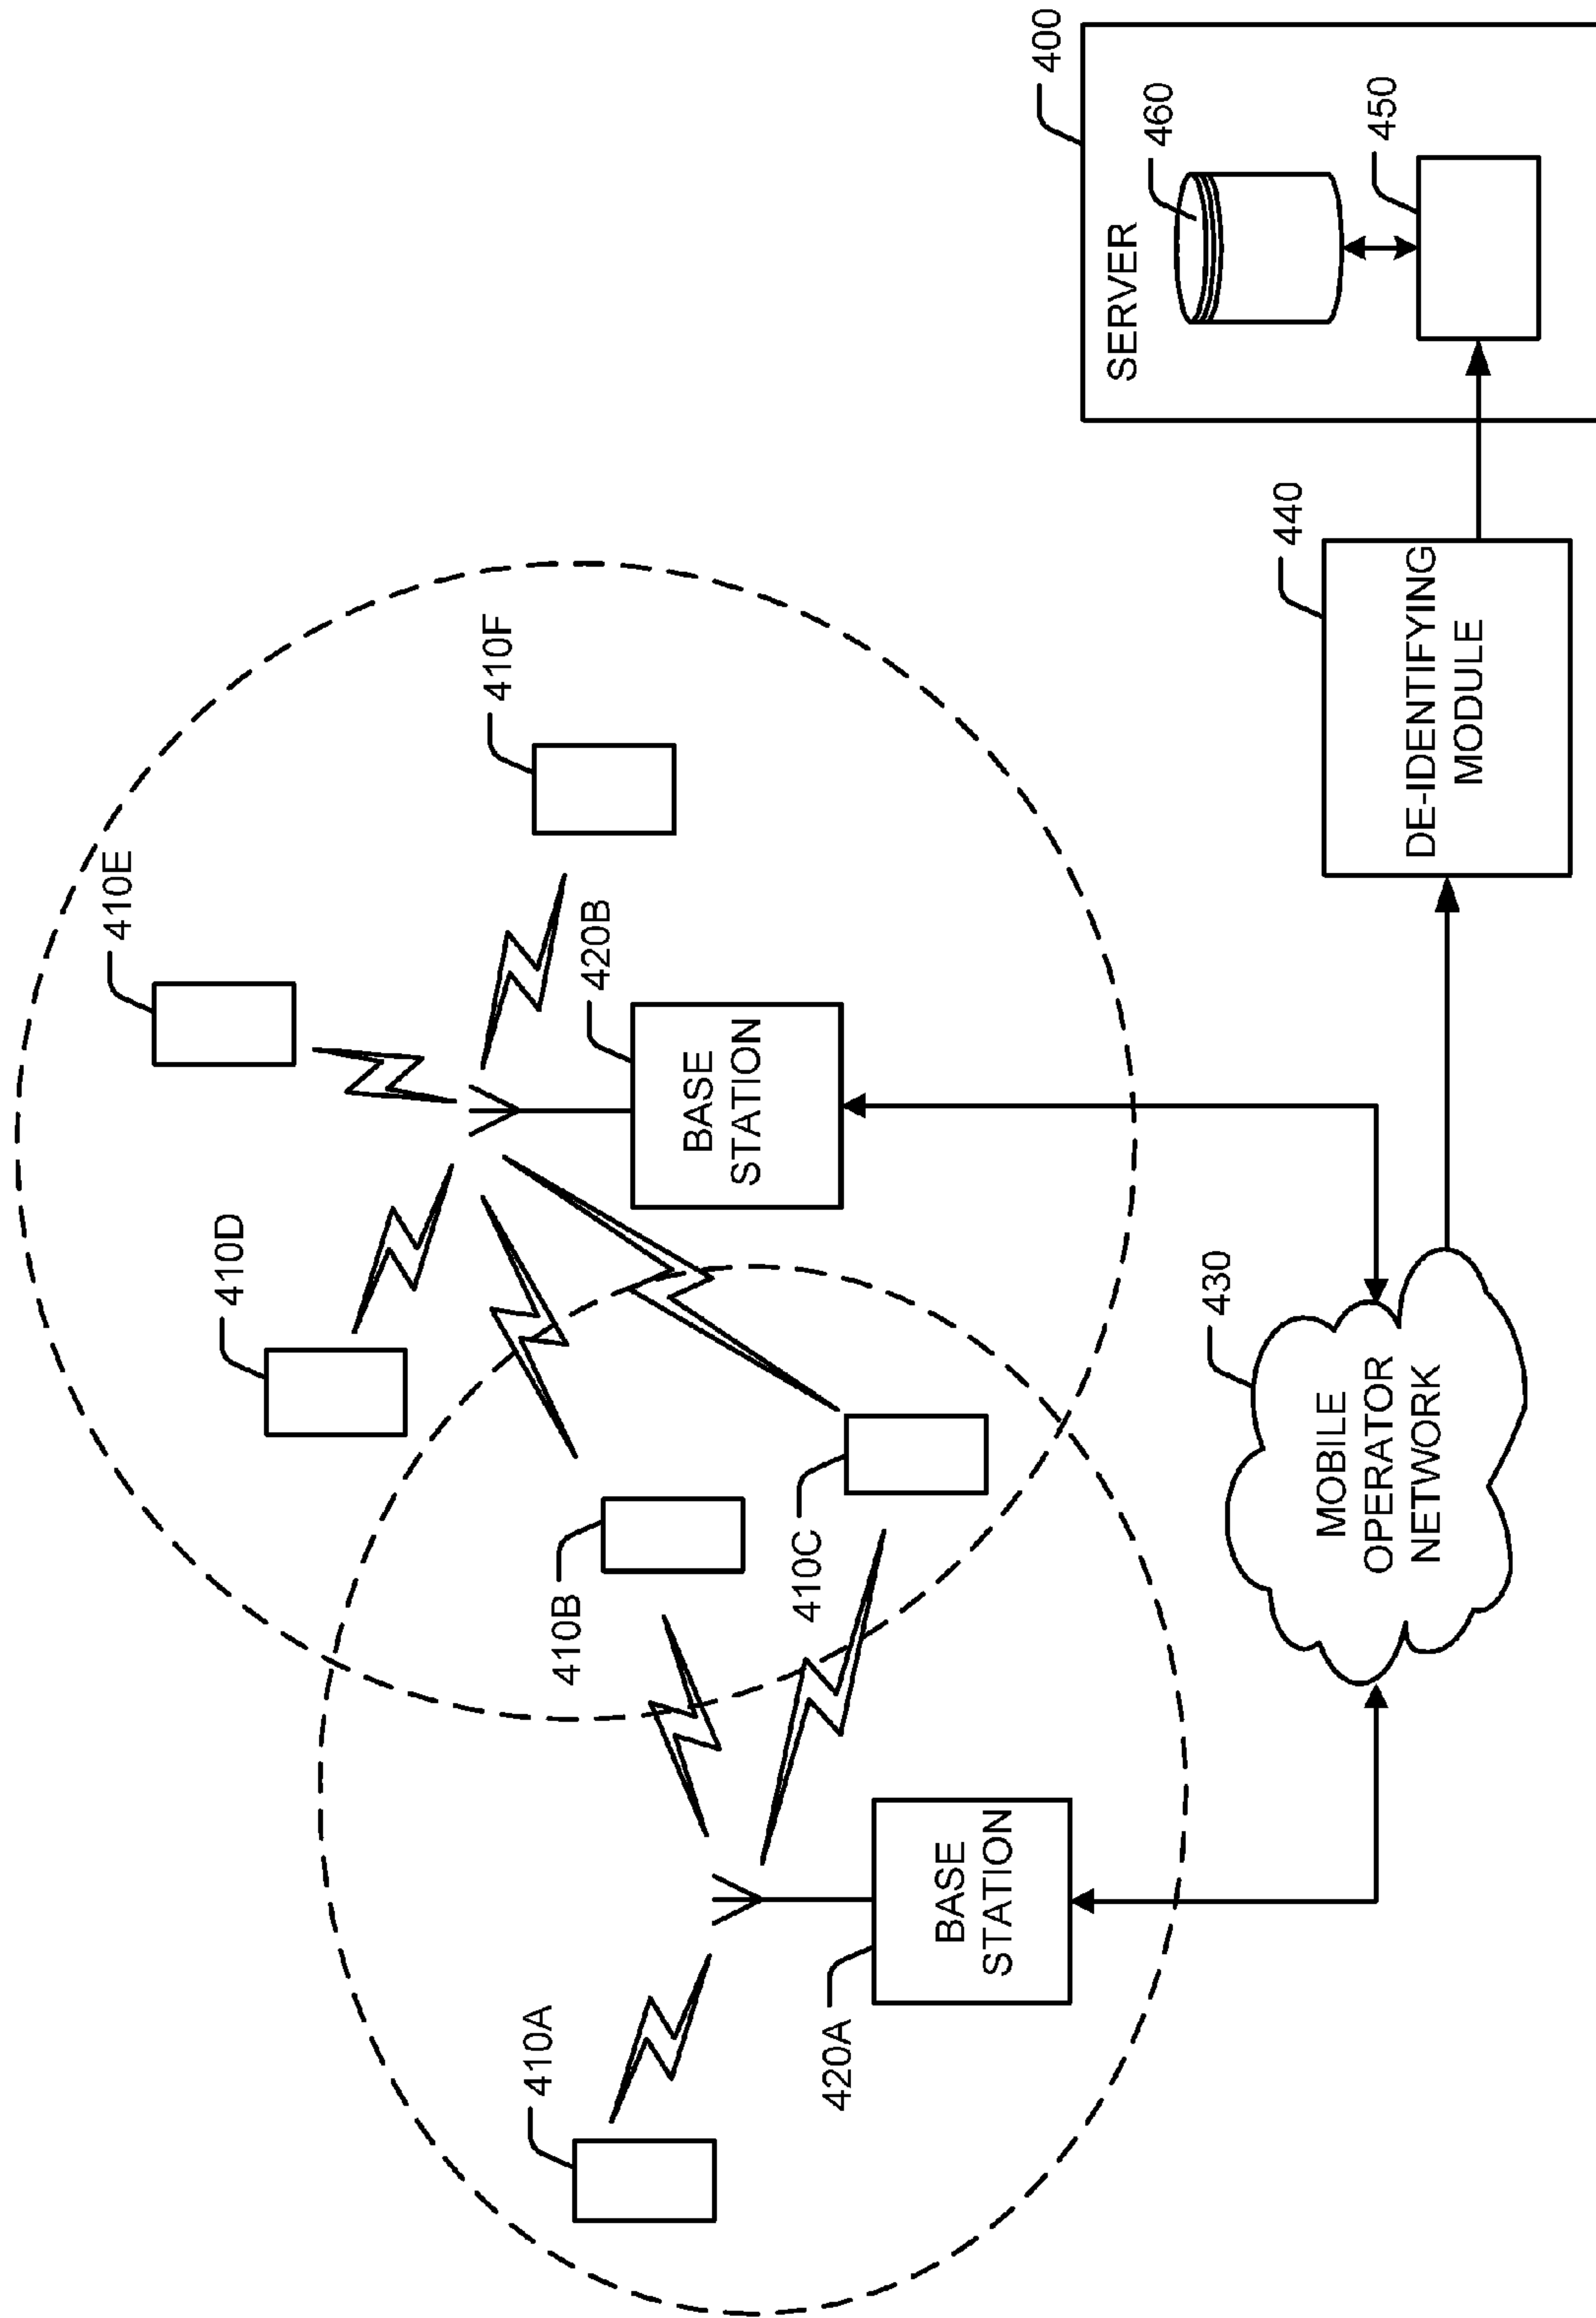 410E
410D
410F
420B
BASE
STATION
410A
410B
410C
420A
BASE
STATION
430
MOBILE
OPERATOR
NETWORK
440
DE-IDENTIFYING
MODULE
400
SERVER
460
450